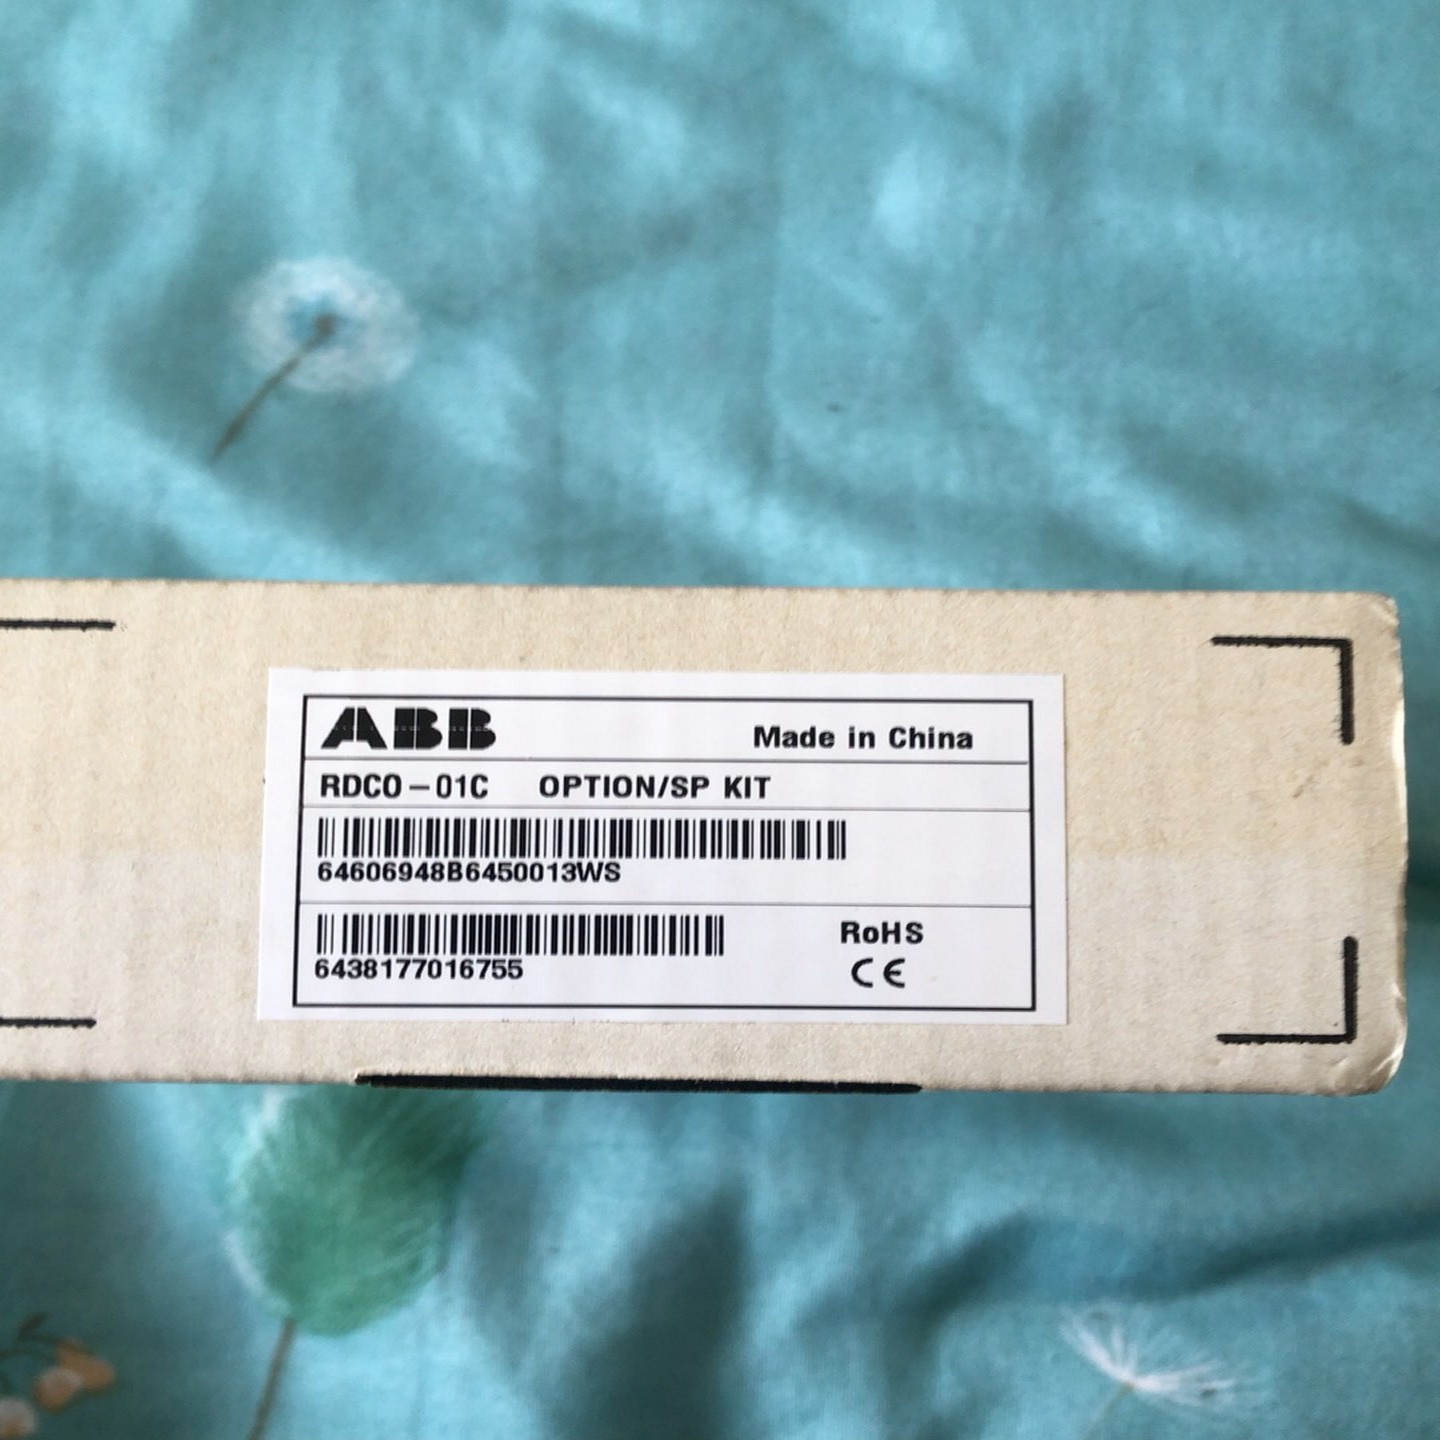 ABB
Made in China
RDCO-01C OPTION/SP KIT
64606948B6450013WS
6438177016755
RoHS
CE